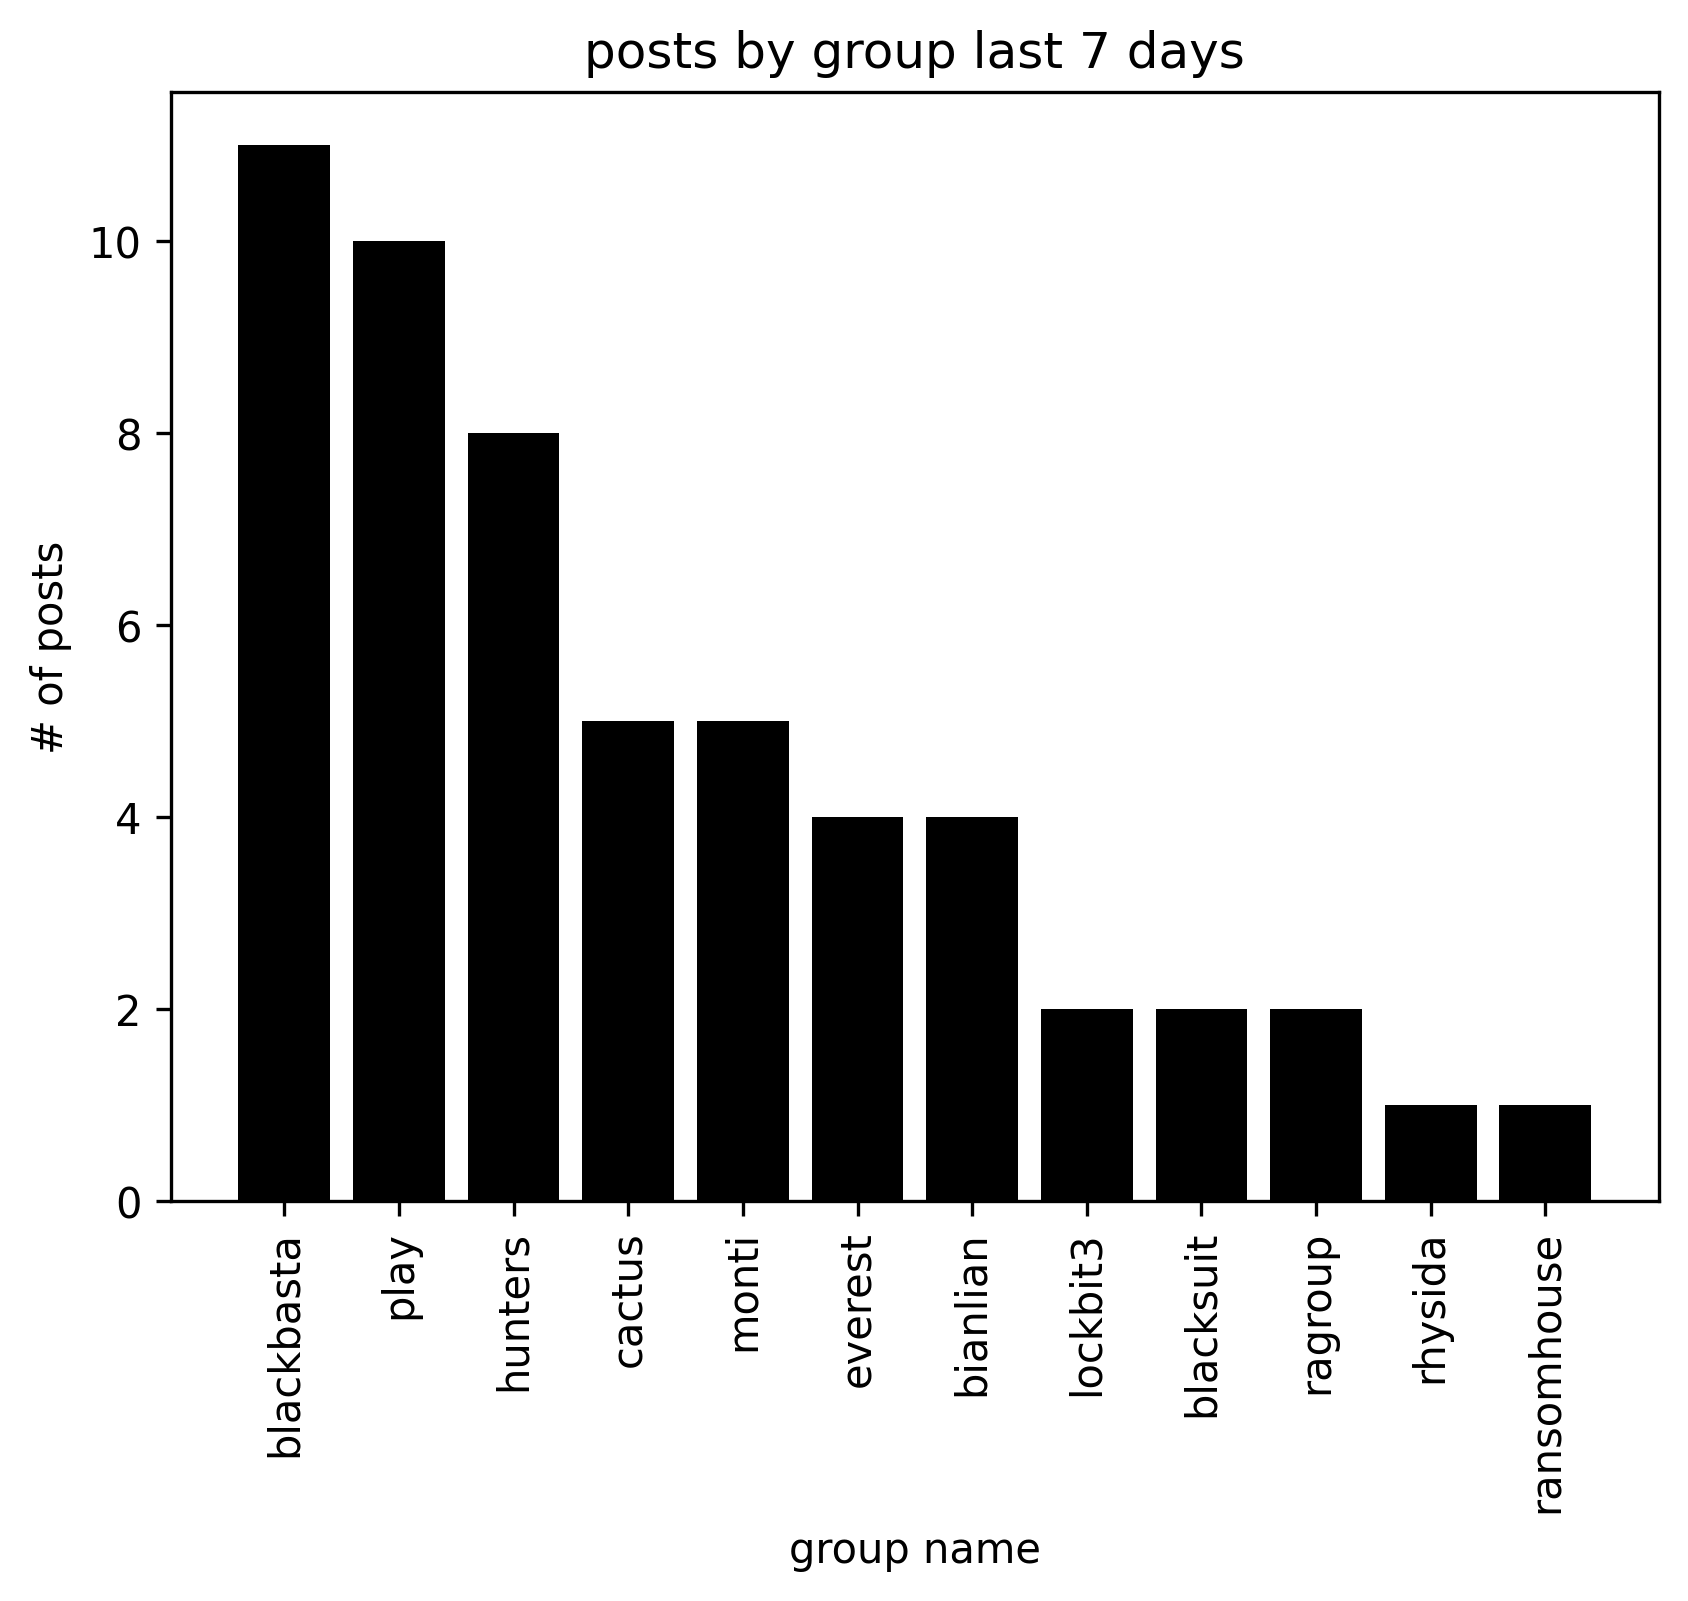 posts by group last 7 days
# of posts
10
8
6
4
2
0
blackbasta
play
hunters
cactus
monti
everest
bianlian
lockbit3
blacksuit
ragroup
rhysida
ransomhouse
group name